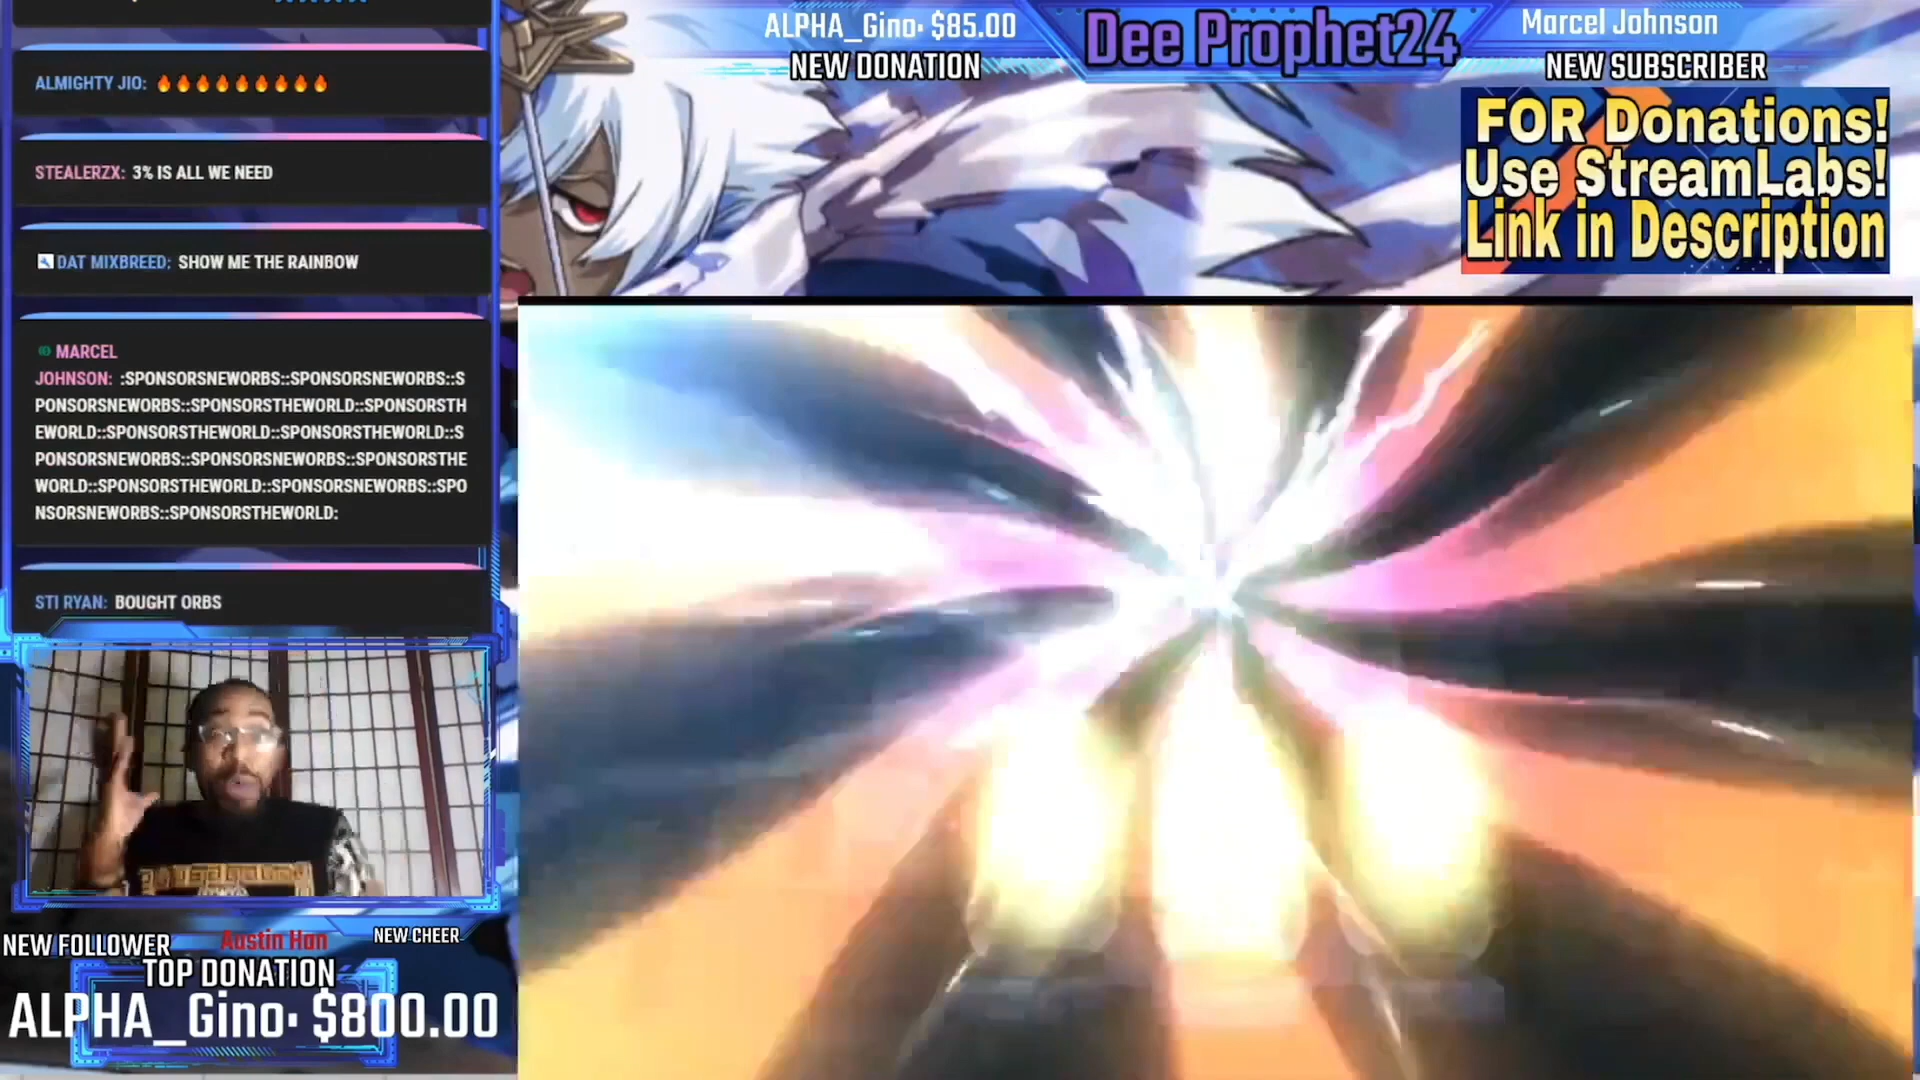 ALPHA_Gino: $85.00
NEW DONATION
Dee Prophet24
Marcel Johnson
NEW SUBSCRIBER
FOR Donations!
Use StreamLabs!
Link in Description
ALMIGHTY JIO: 🔥🔥🔥🔥🔥🔥🔥🔥🔥
STEALERZX: 3% IS ALL WE NEED
DAT MIXBREED: SHOW ME THE RAINBOW
MARCEL
JOHNSON: :SPONSORSNEWORBS::SPONSORSNEWORBS::S
PONSORSNEWORBS::SPONSORSTHEWORLD::SPONSORSTH
EWORLD::SPONSORSTHEWORLD::SPONSORSTHEWORLD::S
PONSORSNEWORBS::SPONSORSNEWORBS::SPONSORSTHE
WORLD::SPONSORSTHEWORLD::SPONSORSNEWORBS::SPO
NSORSNEWORBS::SPONSORSTHEWORLD:
STI RYAN: BOUGHT ORBS
NEW FOLLOWER
Austin Han
NEW CHEER
TOP DONATION
ALPHA_Gino: $800.00